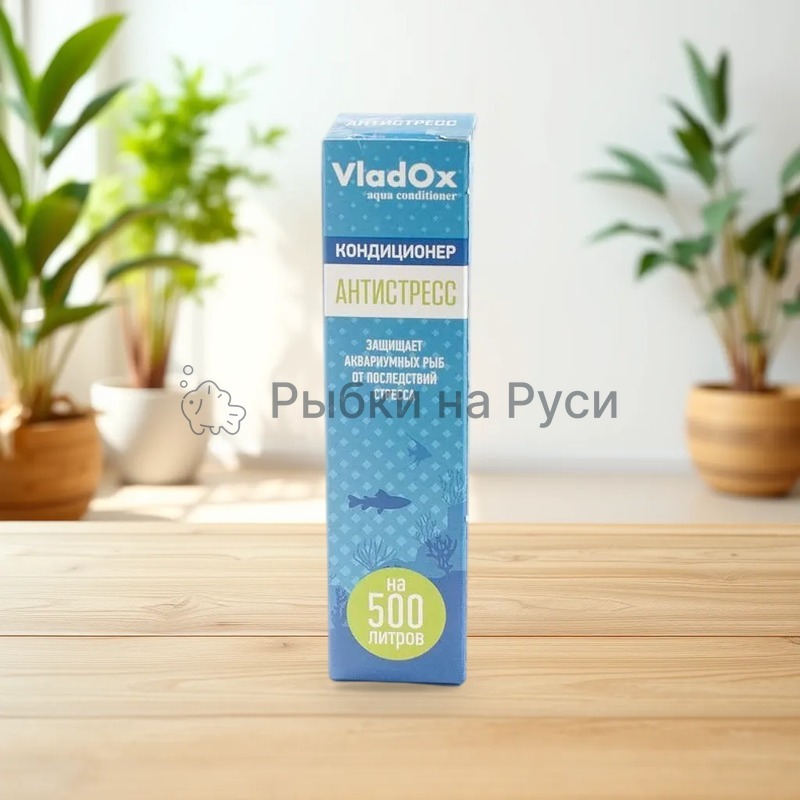 АНТИСТРЕСС
VladOx
aqua conditioner
КОНДИЦИОНЕР
АНТИСТРЕСС
ЗАЩИЩАЕТ
АКВАРИУМНЫХ РЫБ
ОТ ПОСЛЕДСТВИЙ
СТРЕССА
Рыбки на Руси
на
500
литров